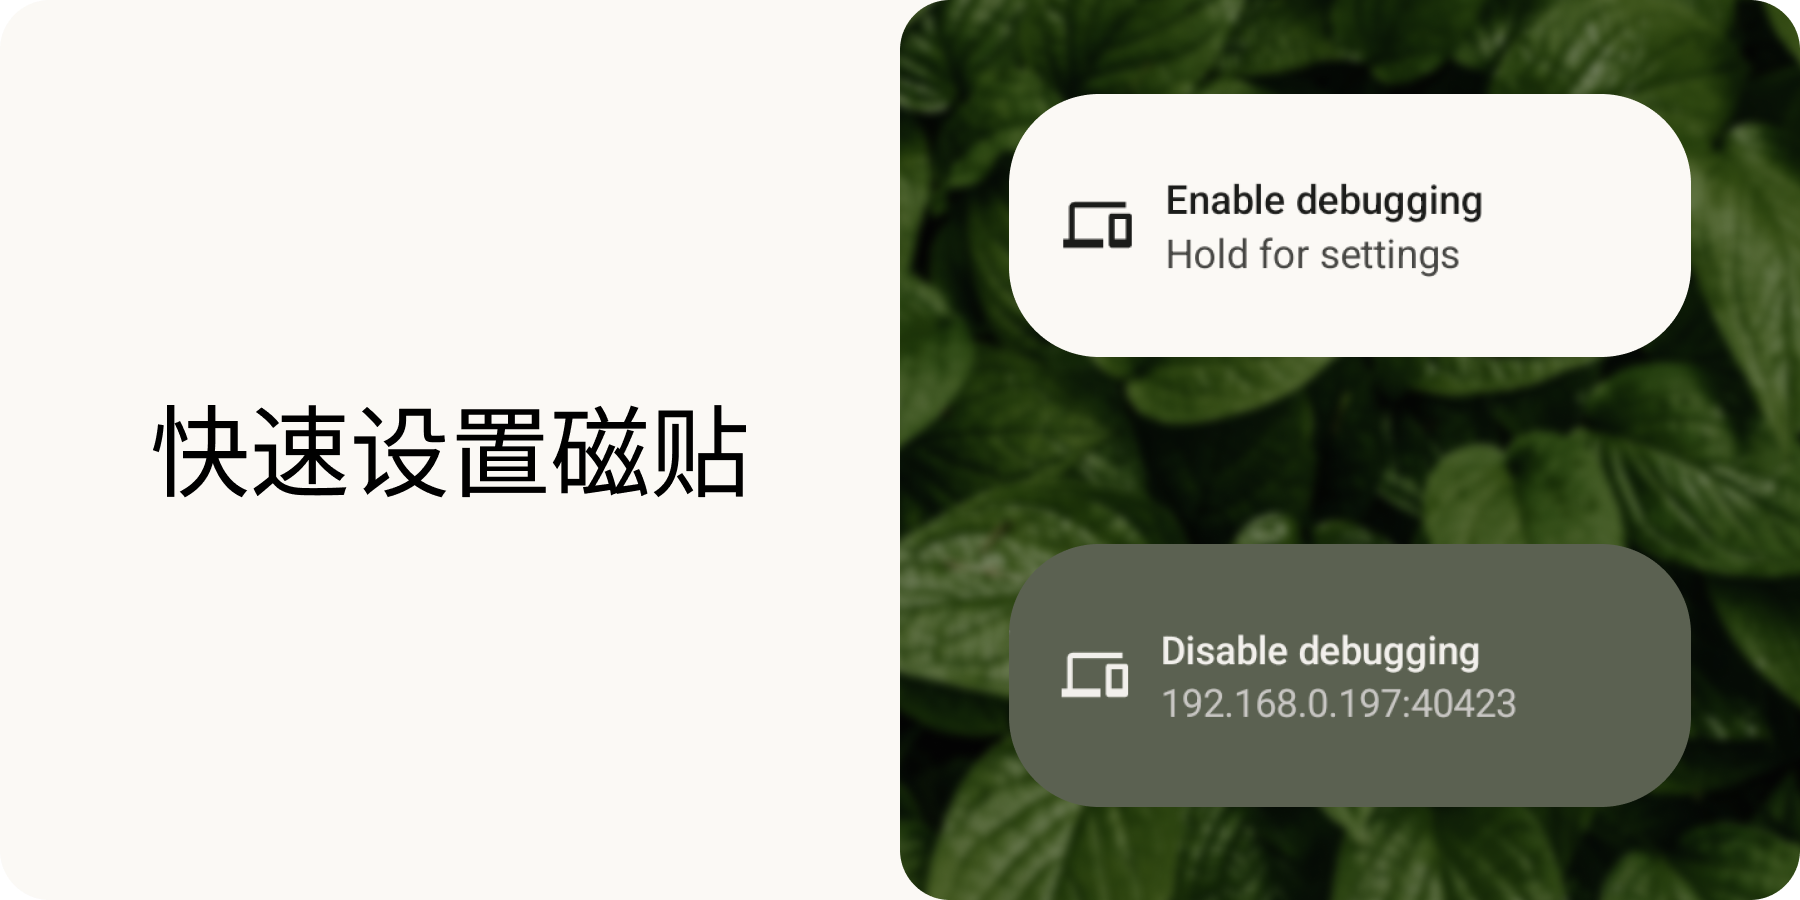 快速设置磁贴
Enable debugging
Hold for settings
Disable debugging
192.168.0.197:40423